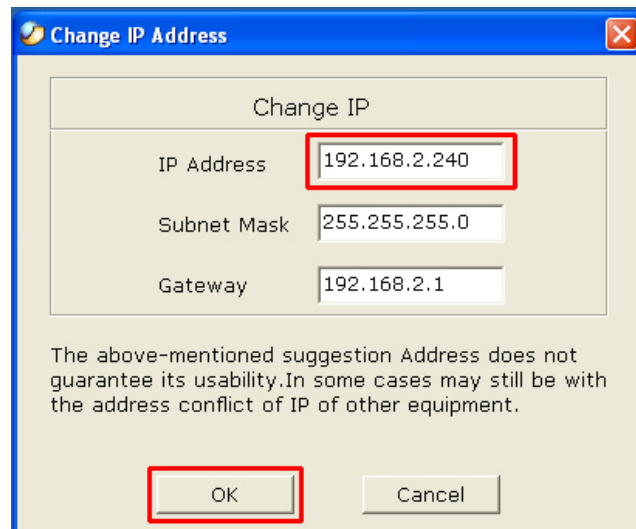 Change IP Address
Change IP
IP Address 192.168.2.240
Subnet Mask 255.255.255.0
Gateway 192.168.2.1
The above-mentioned suggestion Address does not
guarantee its usability.In some cases may still be with
the address conflict of IP of other equipment.
OK Cancel